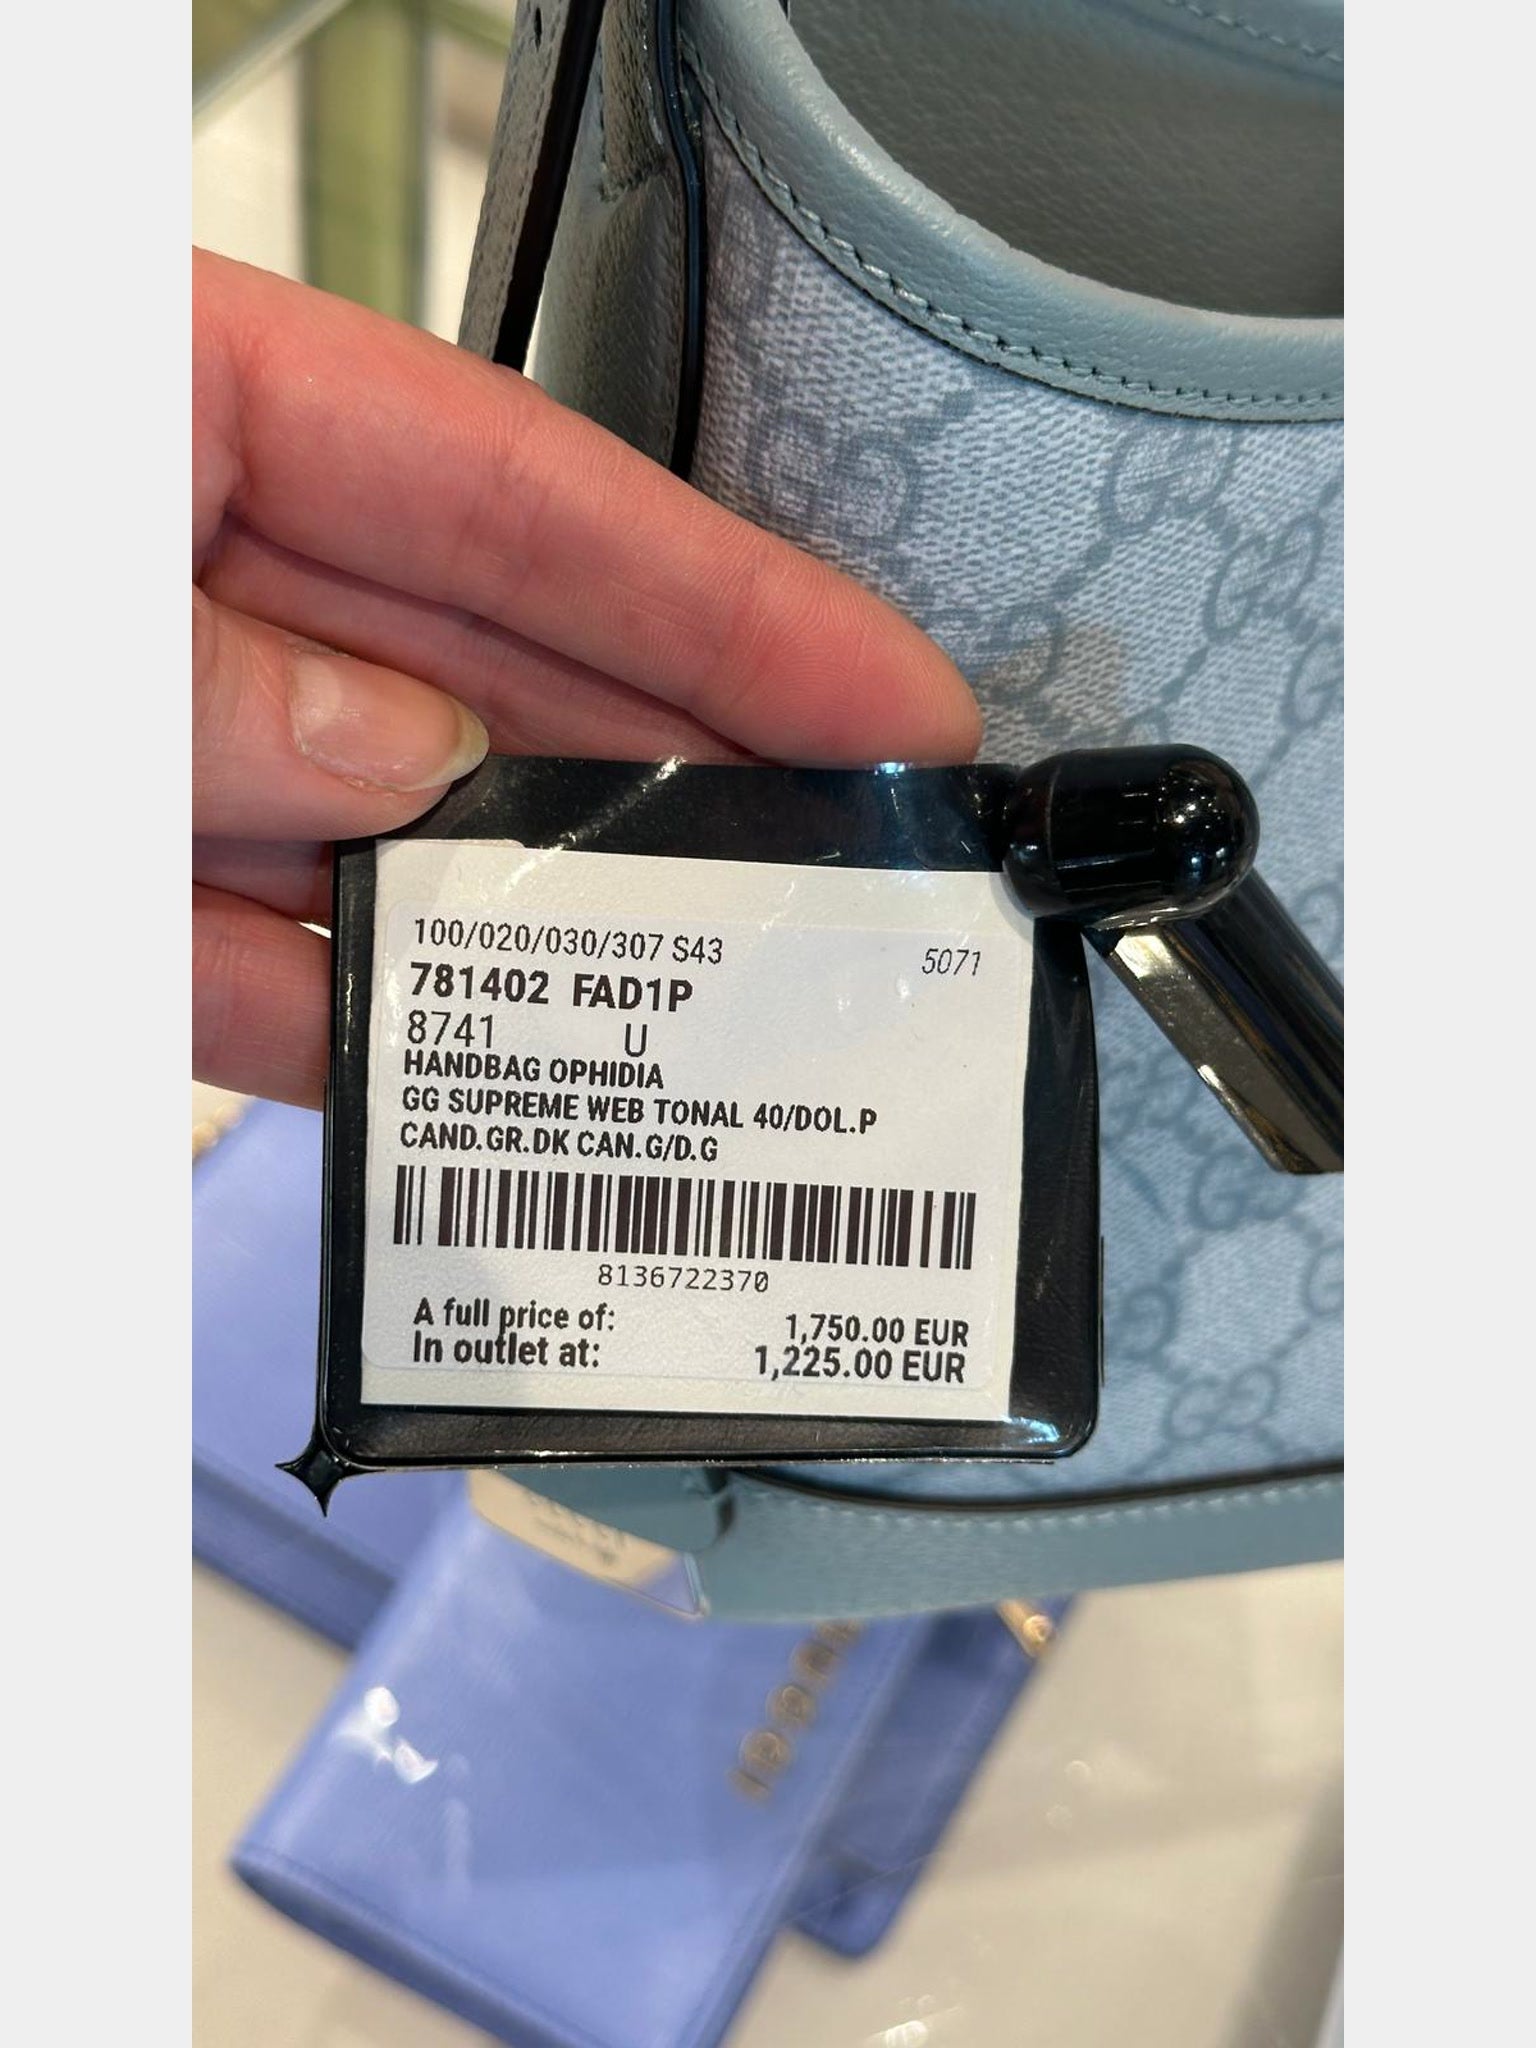 100/020/030/307 S43 5071
781402 FAD1P
8741 U
HANDBAG OPHIDIA
GG SUPREME WEB TONAL 40/DOL.P
CAND.GR.DK CAN.G/D.G
8136722370
A full price of: 1,750.00 EUR
In outlet at: 1,225.00 EUR